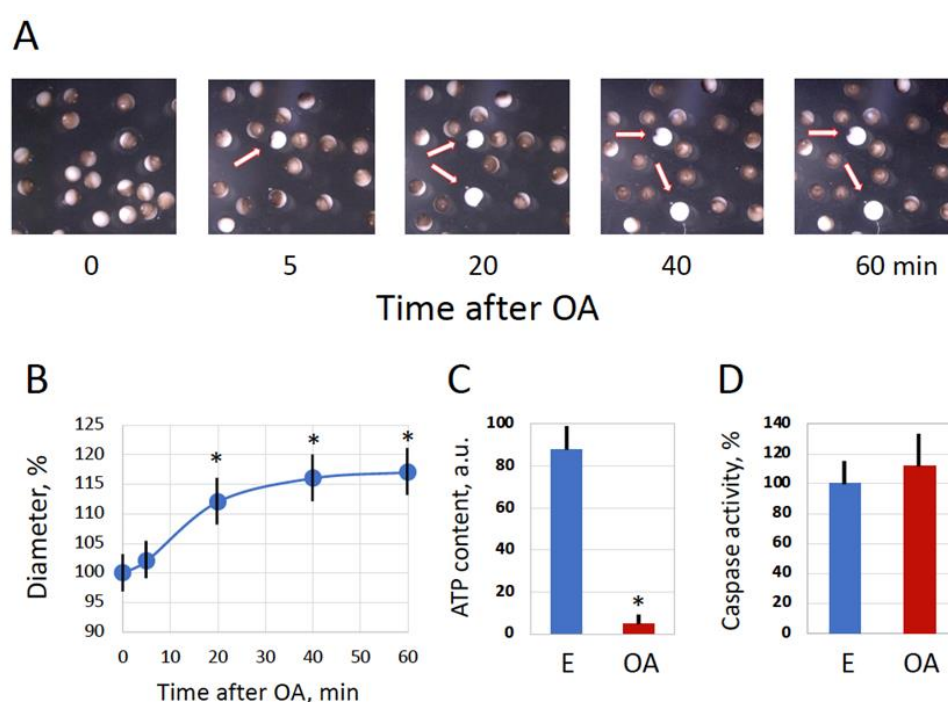 A
0 5 20 40 60 min
Time after OA
B
Diameter, %
125
120
115
110
105
100
95
90
* * *
0 10 20 30 40 50 60
Time after OA, min
C
ATP content, a.u.
100
80
60
40
20
0
*
E OA
D
Caspase activity, %
140
120
100
80
60
40
20
0
E OA